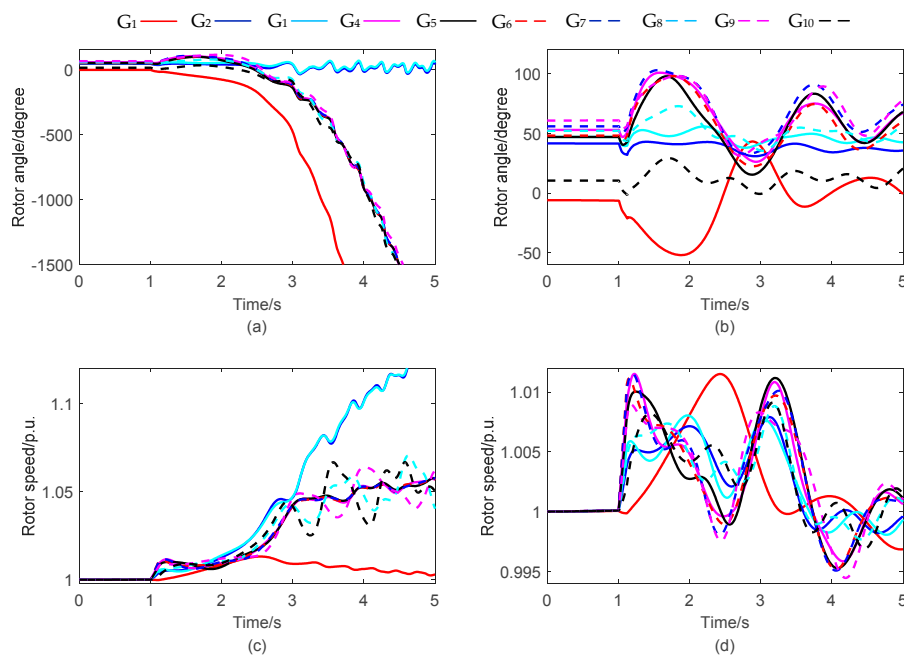 G1 G2 G1 G4 G5 G6 G7 G8 G9 G10
0
-500
-1000
-1500
Rotor angle/degree
0 1 2 3 4 5
Time/s
(a)
100
50
0
-50
Rotor angle/degree
0 1 2 3 4 5
Time/s
(b)
1.1
1.05
1
Rotor speed/p.u.
0 1 2 3 4 5
Time/s
(c)
1.01
1.005
1
0.995
Rotor speed/p.u.
0 1 2 3 4 5
Time/s
(d)